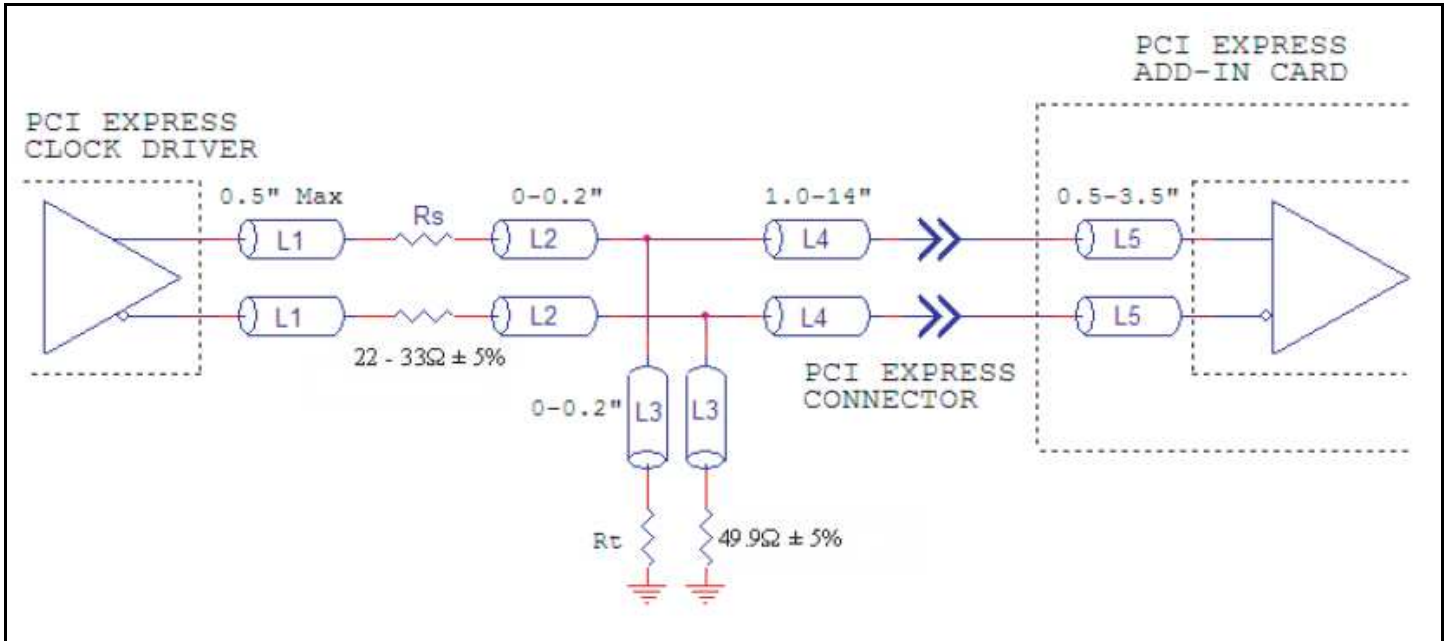 PCI EXPRESS
ADD-IN CARD
PCI EXPRESS
CLOCK DRIVER
0.5" Max
Rs
0-0.2"
1.0-14"
0.5-3.5"
L1
L2
L4
L5
L1
L2
L4
L5
22 - 33Ω ± 5%
PCI EXPRESS
CONNECTOR
0-0.2"
L3
L3
Rt
49.9Ω ± 5%